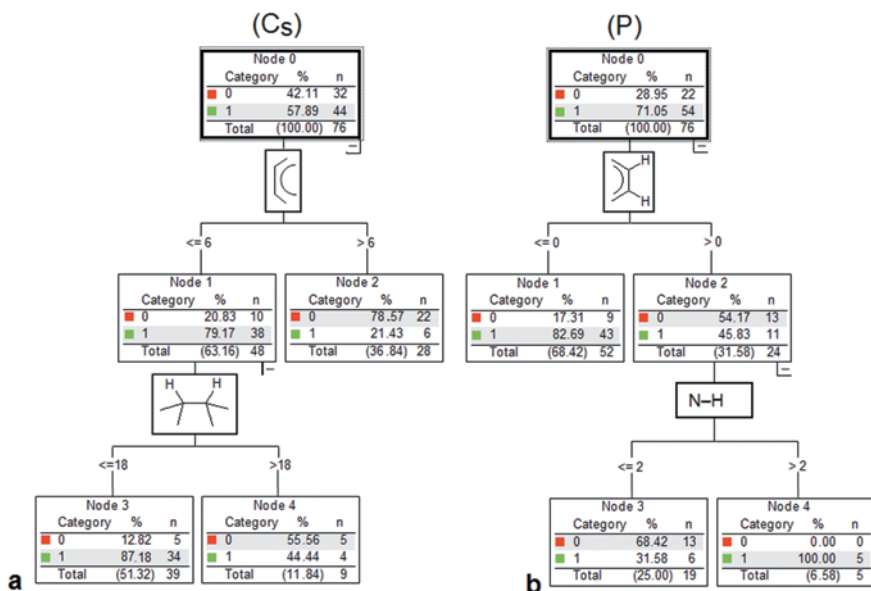 (Cs)
Node 0
Category % n
0 42.11 32
1 57.89 44
Total (100.00) 76
<= 6
> 6
Node 1
Category % n
0 20.83 10
1 79.17 38
Total (63.16) 48
Node 2
Category % n
0 78.57 22
1 21.43 6
Total (36.84) 28
H H
<=18
>18
Node 3
Category % n
0 12.82 5
1 87.18 34
Total (51.32) 39
Node 4
Category % n
0 55.56 5
1 44.44 4
Total (11.84) 9
a
(P)
Node 0
Category % n
0 28.95 22
1 71.05 54
Total (100.00) 76
H
H
<= 0
> 0
Node 1
Category % n
0 17.31 9
1 82.69 43
Total (68.42) 52
Node 2
Category % n
0 54.17 13
1 45.83 11
Total (31.58) 24
N–H
<= 2
> 2
Node 3
Category % n
0 68.42 13
1 31.58 6
Total (25.00) 19
Node 4
Category % n
0 0.00 0
1 100.00 5
Total (6.58) 5
b